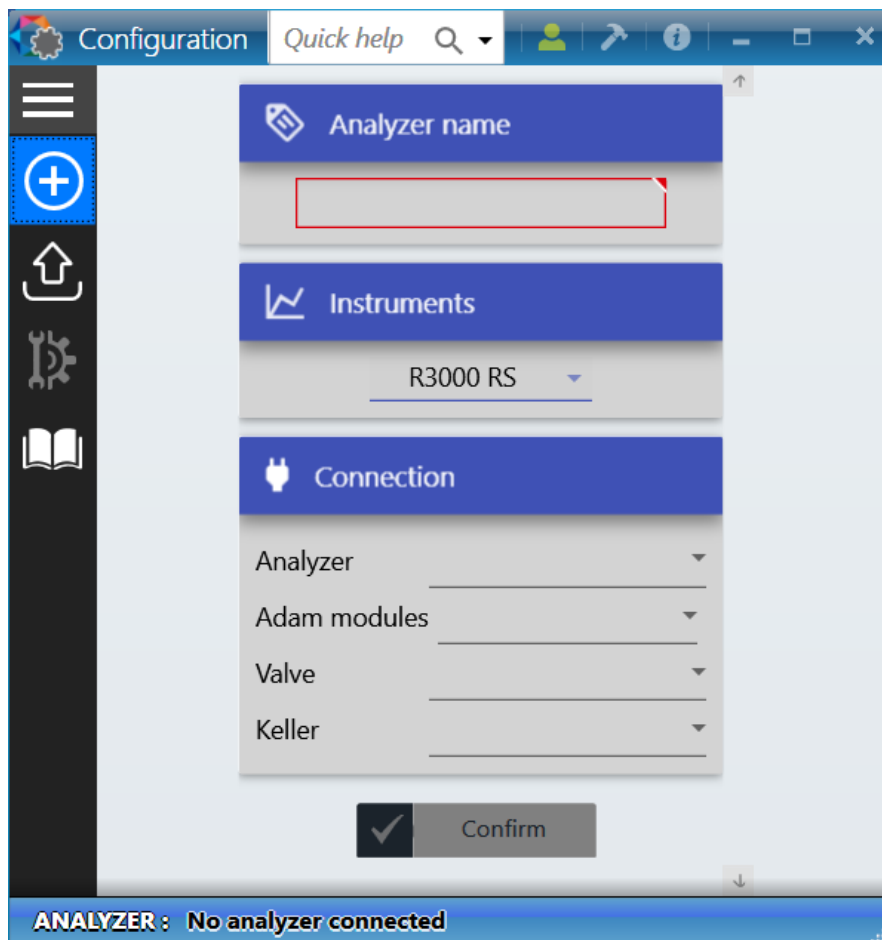 Configuration Quick help
Analyzer name
Instruments
R3000 RS
Connection
Analyzer
Adam modules
Valve
Keller
Confirm
ANALYZER : No analyzer connected